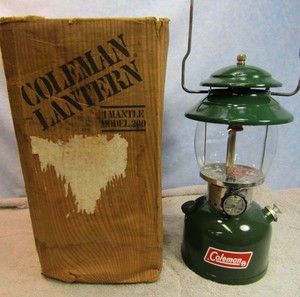 COLEMAN
LANTERN
1 MANTLE
MODEL 200
Coleman